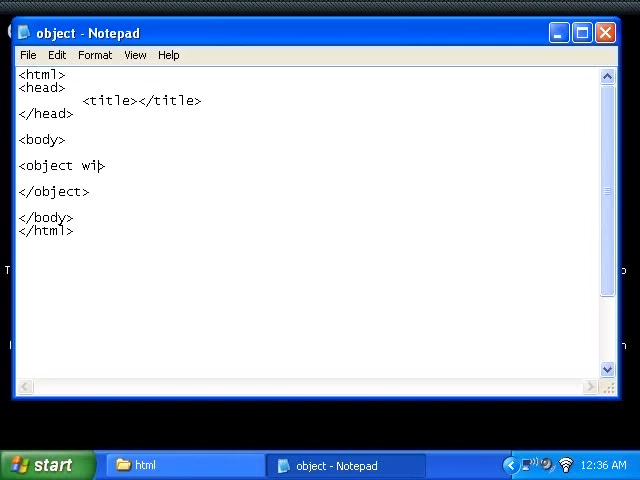 object - Notepad
File Edit Format View Help
<html>
<head>
<title></title>
</head>
<body>
<object wi>
</object>
</body>
</html>
start html object - Notepad 12:36 AM